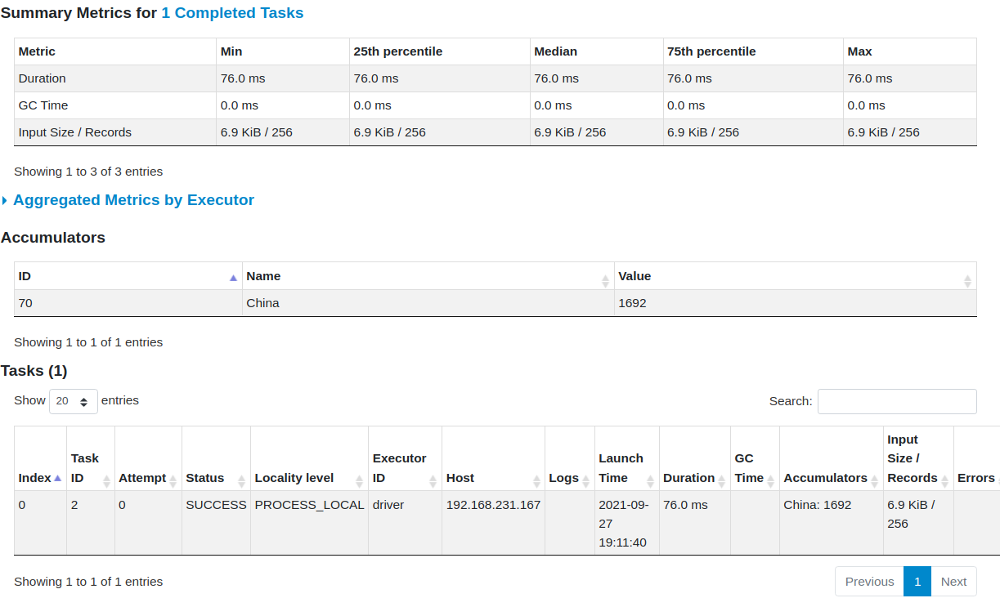 Summary Metrics for 1 Completed Tasks
Metric Min 25th percentile Median 75th percentile Max
Duration 76.0 ms 76.0 ms 76.0 ms 76.0 ms 76.0 ms
GC Time 0.0 ms 0.0 ms 0.0 ms 0.0 ms 0.0 ms
Input Size / Records 6.9 KiB / 256 6.9 KiB / 256 6.9 KiB / 256 6.9 KiB / 256 6.9 KiB / 256
Showing 1 to 3 of 3 entries
Aggregated Metrics by Executor
Accumulators
ID Name Value
70 China 1692
Showing 1 to 1 of 1 entries
Tasks (1)
Show 20 entries Search:
Input
Task Executor Launch GC Size /
Index ID Attempt Status Locality level ID Host Logs Time Duration Time Accumulators Records Errors
0 2 0 SUCCESS PROCESS_LOCAL driver 192.168.231.167 2021-09- 76.0 ms China: 1692 6.9 KiB /
27 256
19:11:40
Showing 1 to 1 of 1 entries Previous 1 Next